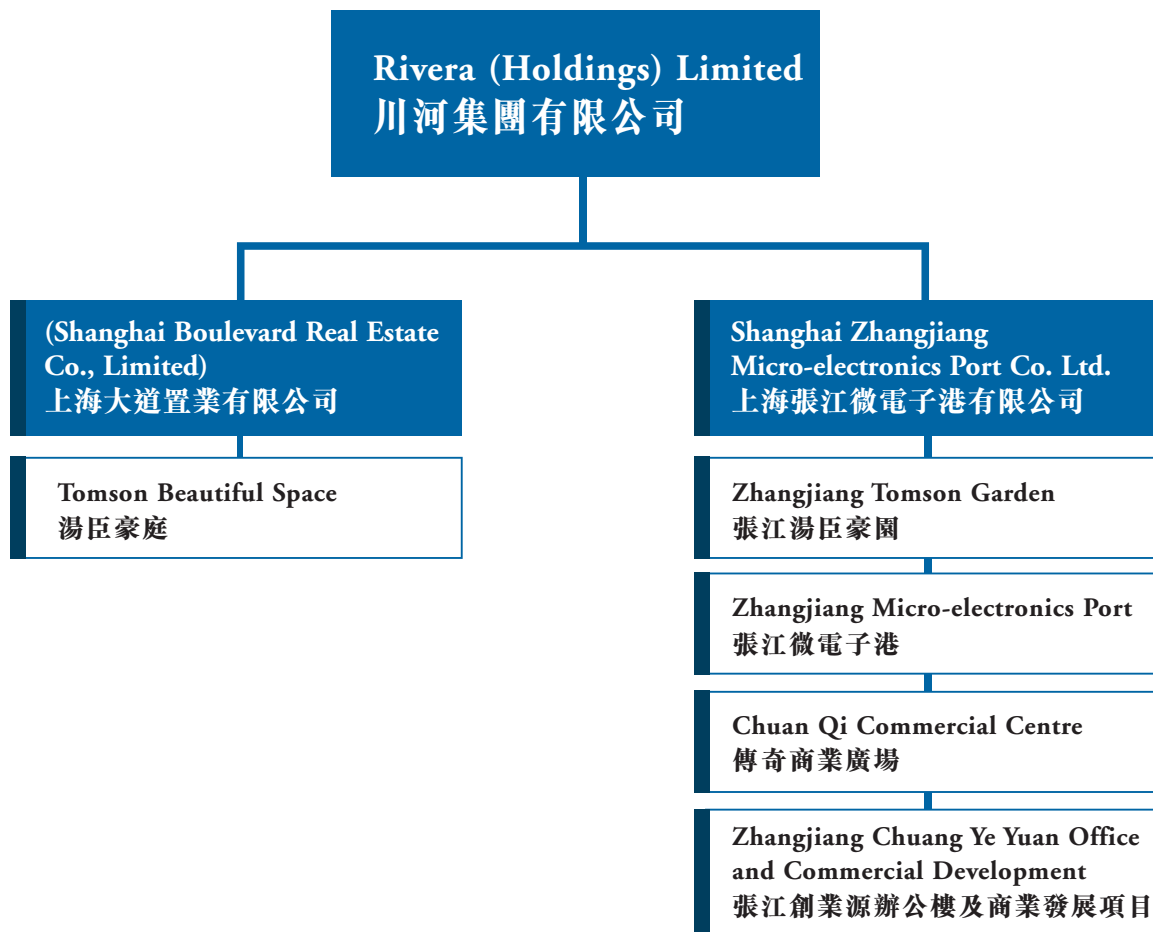 Rivera (Holdings) Limited
川河集團有限公司
(Shanghai Boulevard Real Estate
Co., Limited)
上海大道置業有限公司
Tomson Beautiful Space
湯臣豪庭
Shanghai Zhangjiang
Micro-electronics Port Co. Ltd.
上海張江微電子港有限公司
Zhangjiang Tomson Garden
張江湯臣豪園
Zhangjiang Micro-electronics Port
張江微電子港
Chuan Qi Commercial Centre
傳奇商業廣場
Zhangjiang Chuang Ye Yuan Office
and Commercial Development
張江創業源辦公樓及商業發展項目